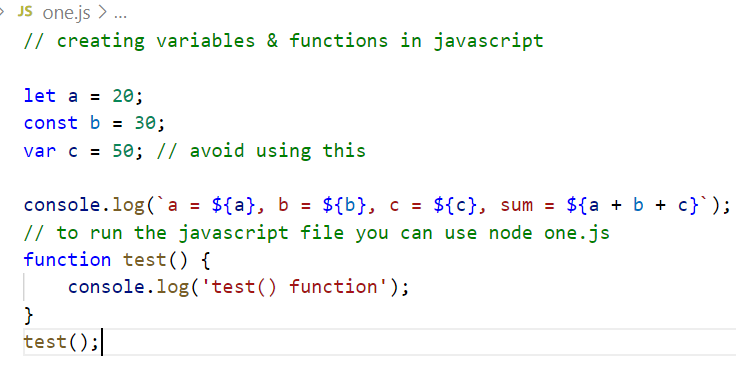 JS one.js > ...
// creating variables & functions in javascript
let a = 20;
const b = 30;
var c = 50; // avoid using this
console.log(`a = ${a}, b = ${b}, c = ${c}, sum = ${a + b + c}`);
// to run the javascript file you can use node one.js
function test() {
    console.log('test() function');
}
test();